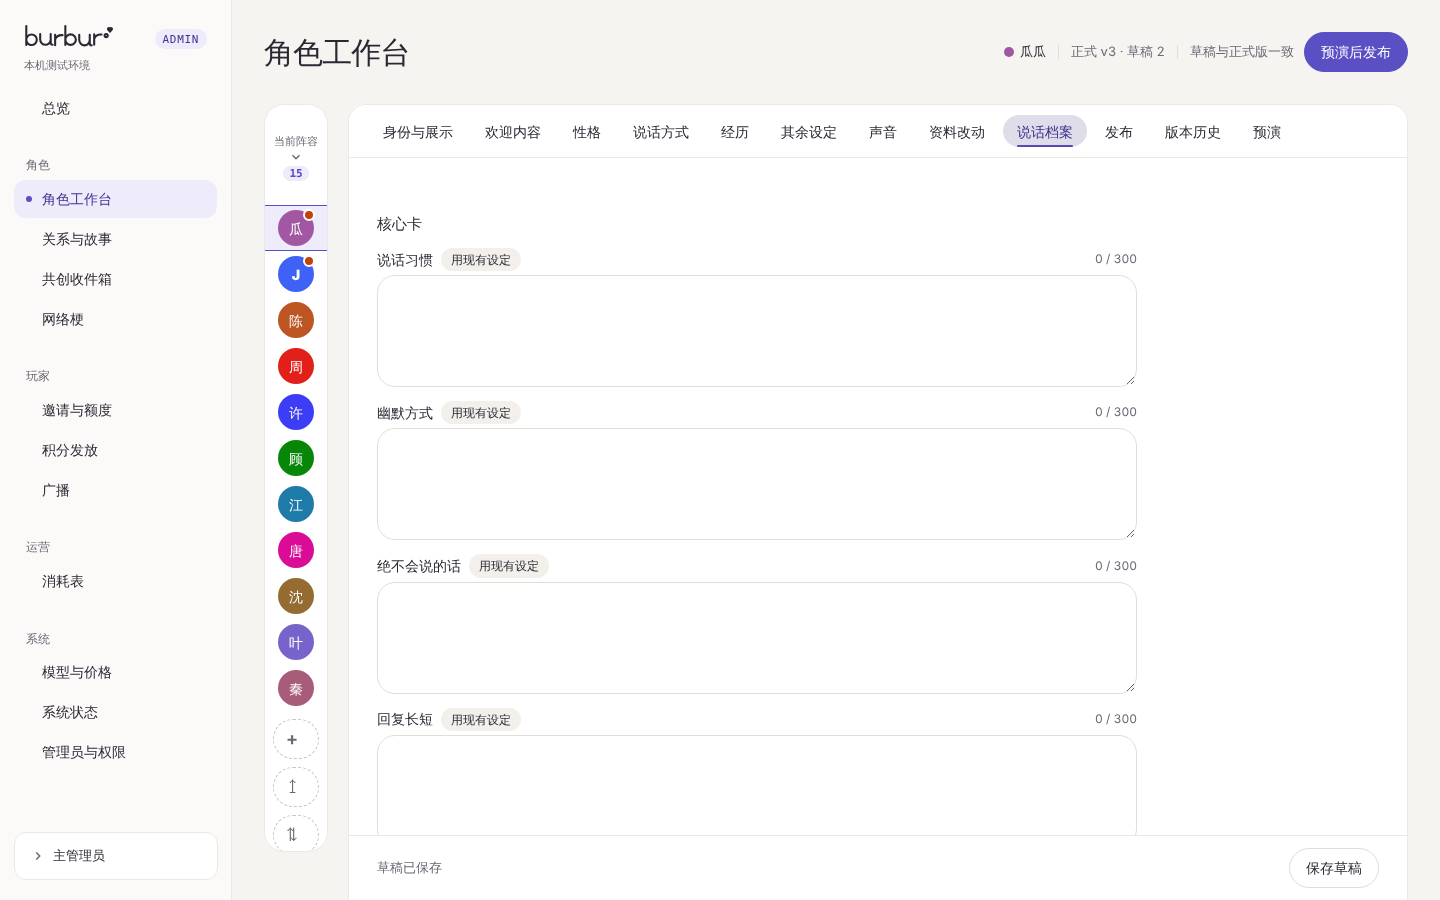 burbur
ADMIN
本机测试环境
总览
角色
角色工作台
关系与故事
共创收件箱
网络梗
玩家
邀请与额度
积分发放
广播
运营
消耗表
系统
模型与价格
系统状态
管理员与权限
主管理员
角色工作台
瓜瓜
正式 v3 · 草稿 2
草稿与正式版一致
预演后发布
当前阵容
15
瓜
J
陈
周
许
顾
江
唐
沈
叶
秦
+
↥
⇅
身份与展示 欢迎内容 性格 说话方式 经历 其余设定 声音 资料改动 说话档案 发布 版本历史 预演
核心卡
说话习惯 用现有设定 0 / 300
幽默方式 用现有设定 0 / 300
绝不会说的话 用现有设定 0 / 300
回复长短 用现有设定 0 / 300
草稿已保存
保存草稿